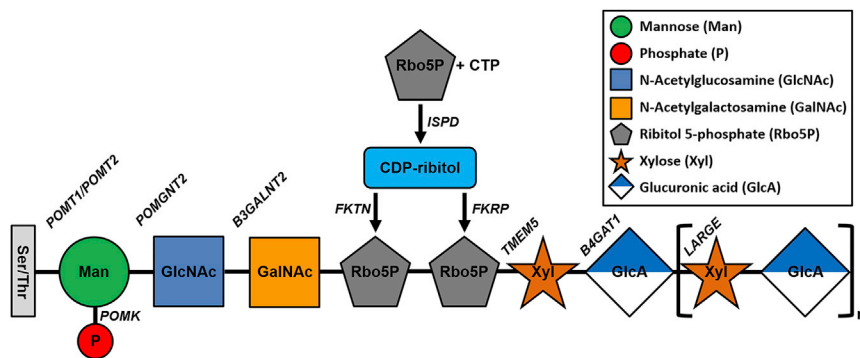 Rbo5P + CTP
ISPD
CDP-ribitol
FKTN
FKRP
POMT1/POMT2
POMGNT2
B3GALNT2
TMEM5
B4GAT1
LARGE
Ser/Thr
Man
GlcNAc
GalNAc
Rbo5P
Rbo5P
Xyl
GlcA
Xyl
GlcA
POMK
P
Mannose (Man)
Phosphate (P)
N-Acetylglucosamine (GlcNAc)
N-Acetylgalactosamine (GalNAc)
Ribitol 5-phosphate (Rbo5P)
Xylose (Xyl)
Glucuronic acid (GlcA)